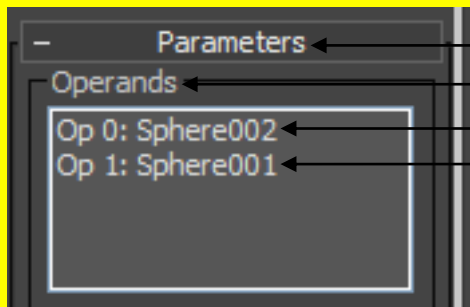 – Parameters
Operands
Op 0: Sphere002
Op 1: Sphere001